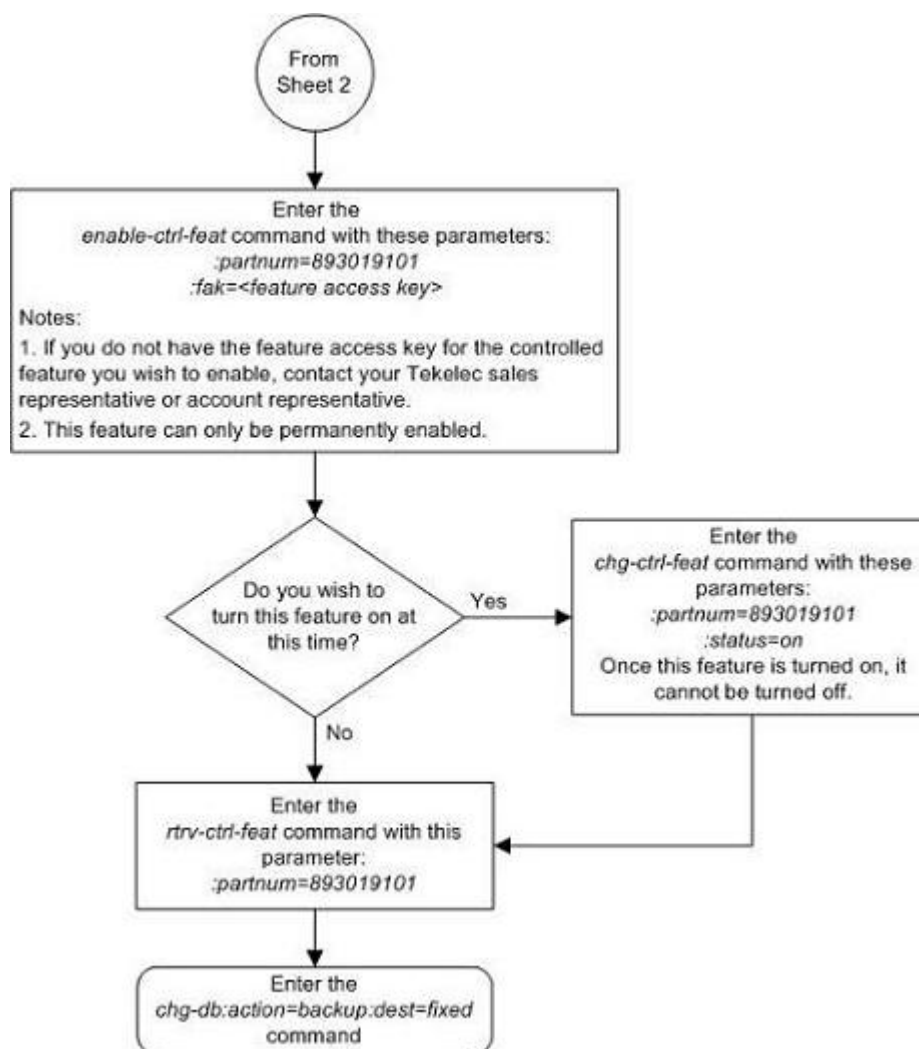 From
Sheet 2
Enter the
enable-ctrl-feat command with these parameters:
:partnum=893019101
:fak=<feature access key>
Notes:
1. If you do not have the feature access key for the controlled
feature you wish to enable, contact your Tekelec sales
representative or account representative.
2. This feature can only be permanently enabled.
Do you wish to
turn this feature on at
this time?
Yes
Enter the
chg-ctrl-feat command with these
parameters:
:partnum=893019101
:status=on
Once this feature is turned on, it
cannot be turned off.
No
Enter the
rtrv-ctrl-feat command with this
parameter:
:partnum=893019101
Enter the
chg-db:action=backup:dest=fixed
command